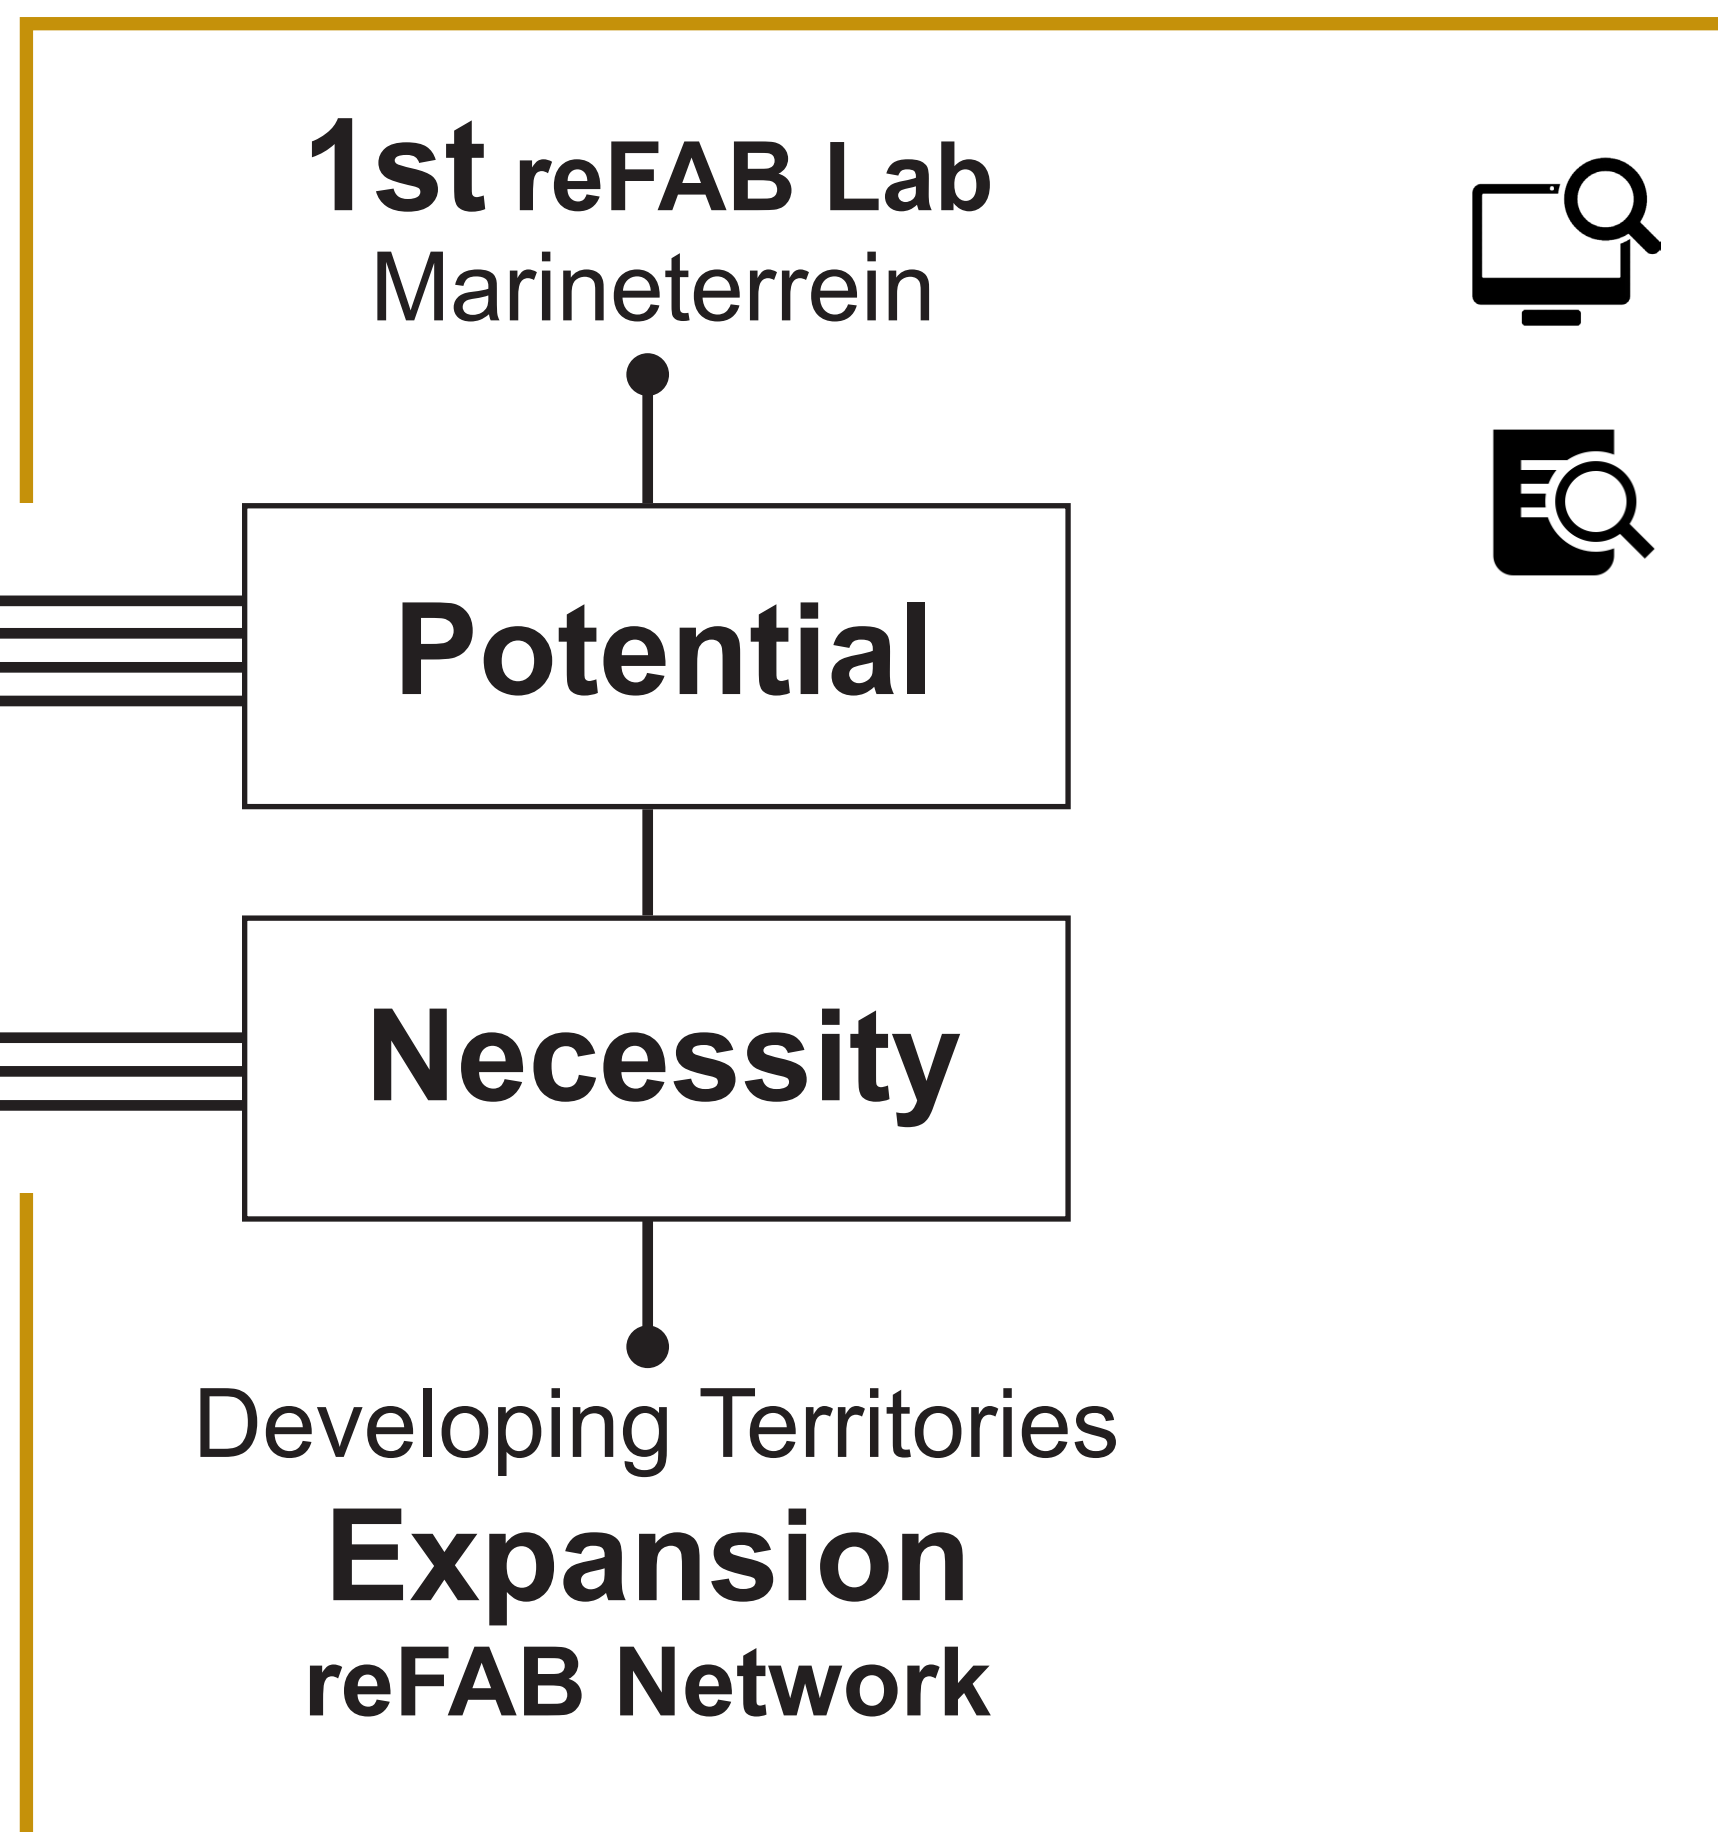 1st reFAB Lab
Marineterrein
Potential
Necessity
Developing Territories
Expansion
reFAB Network